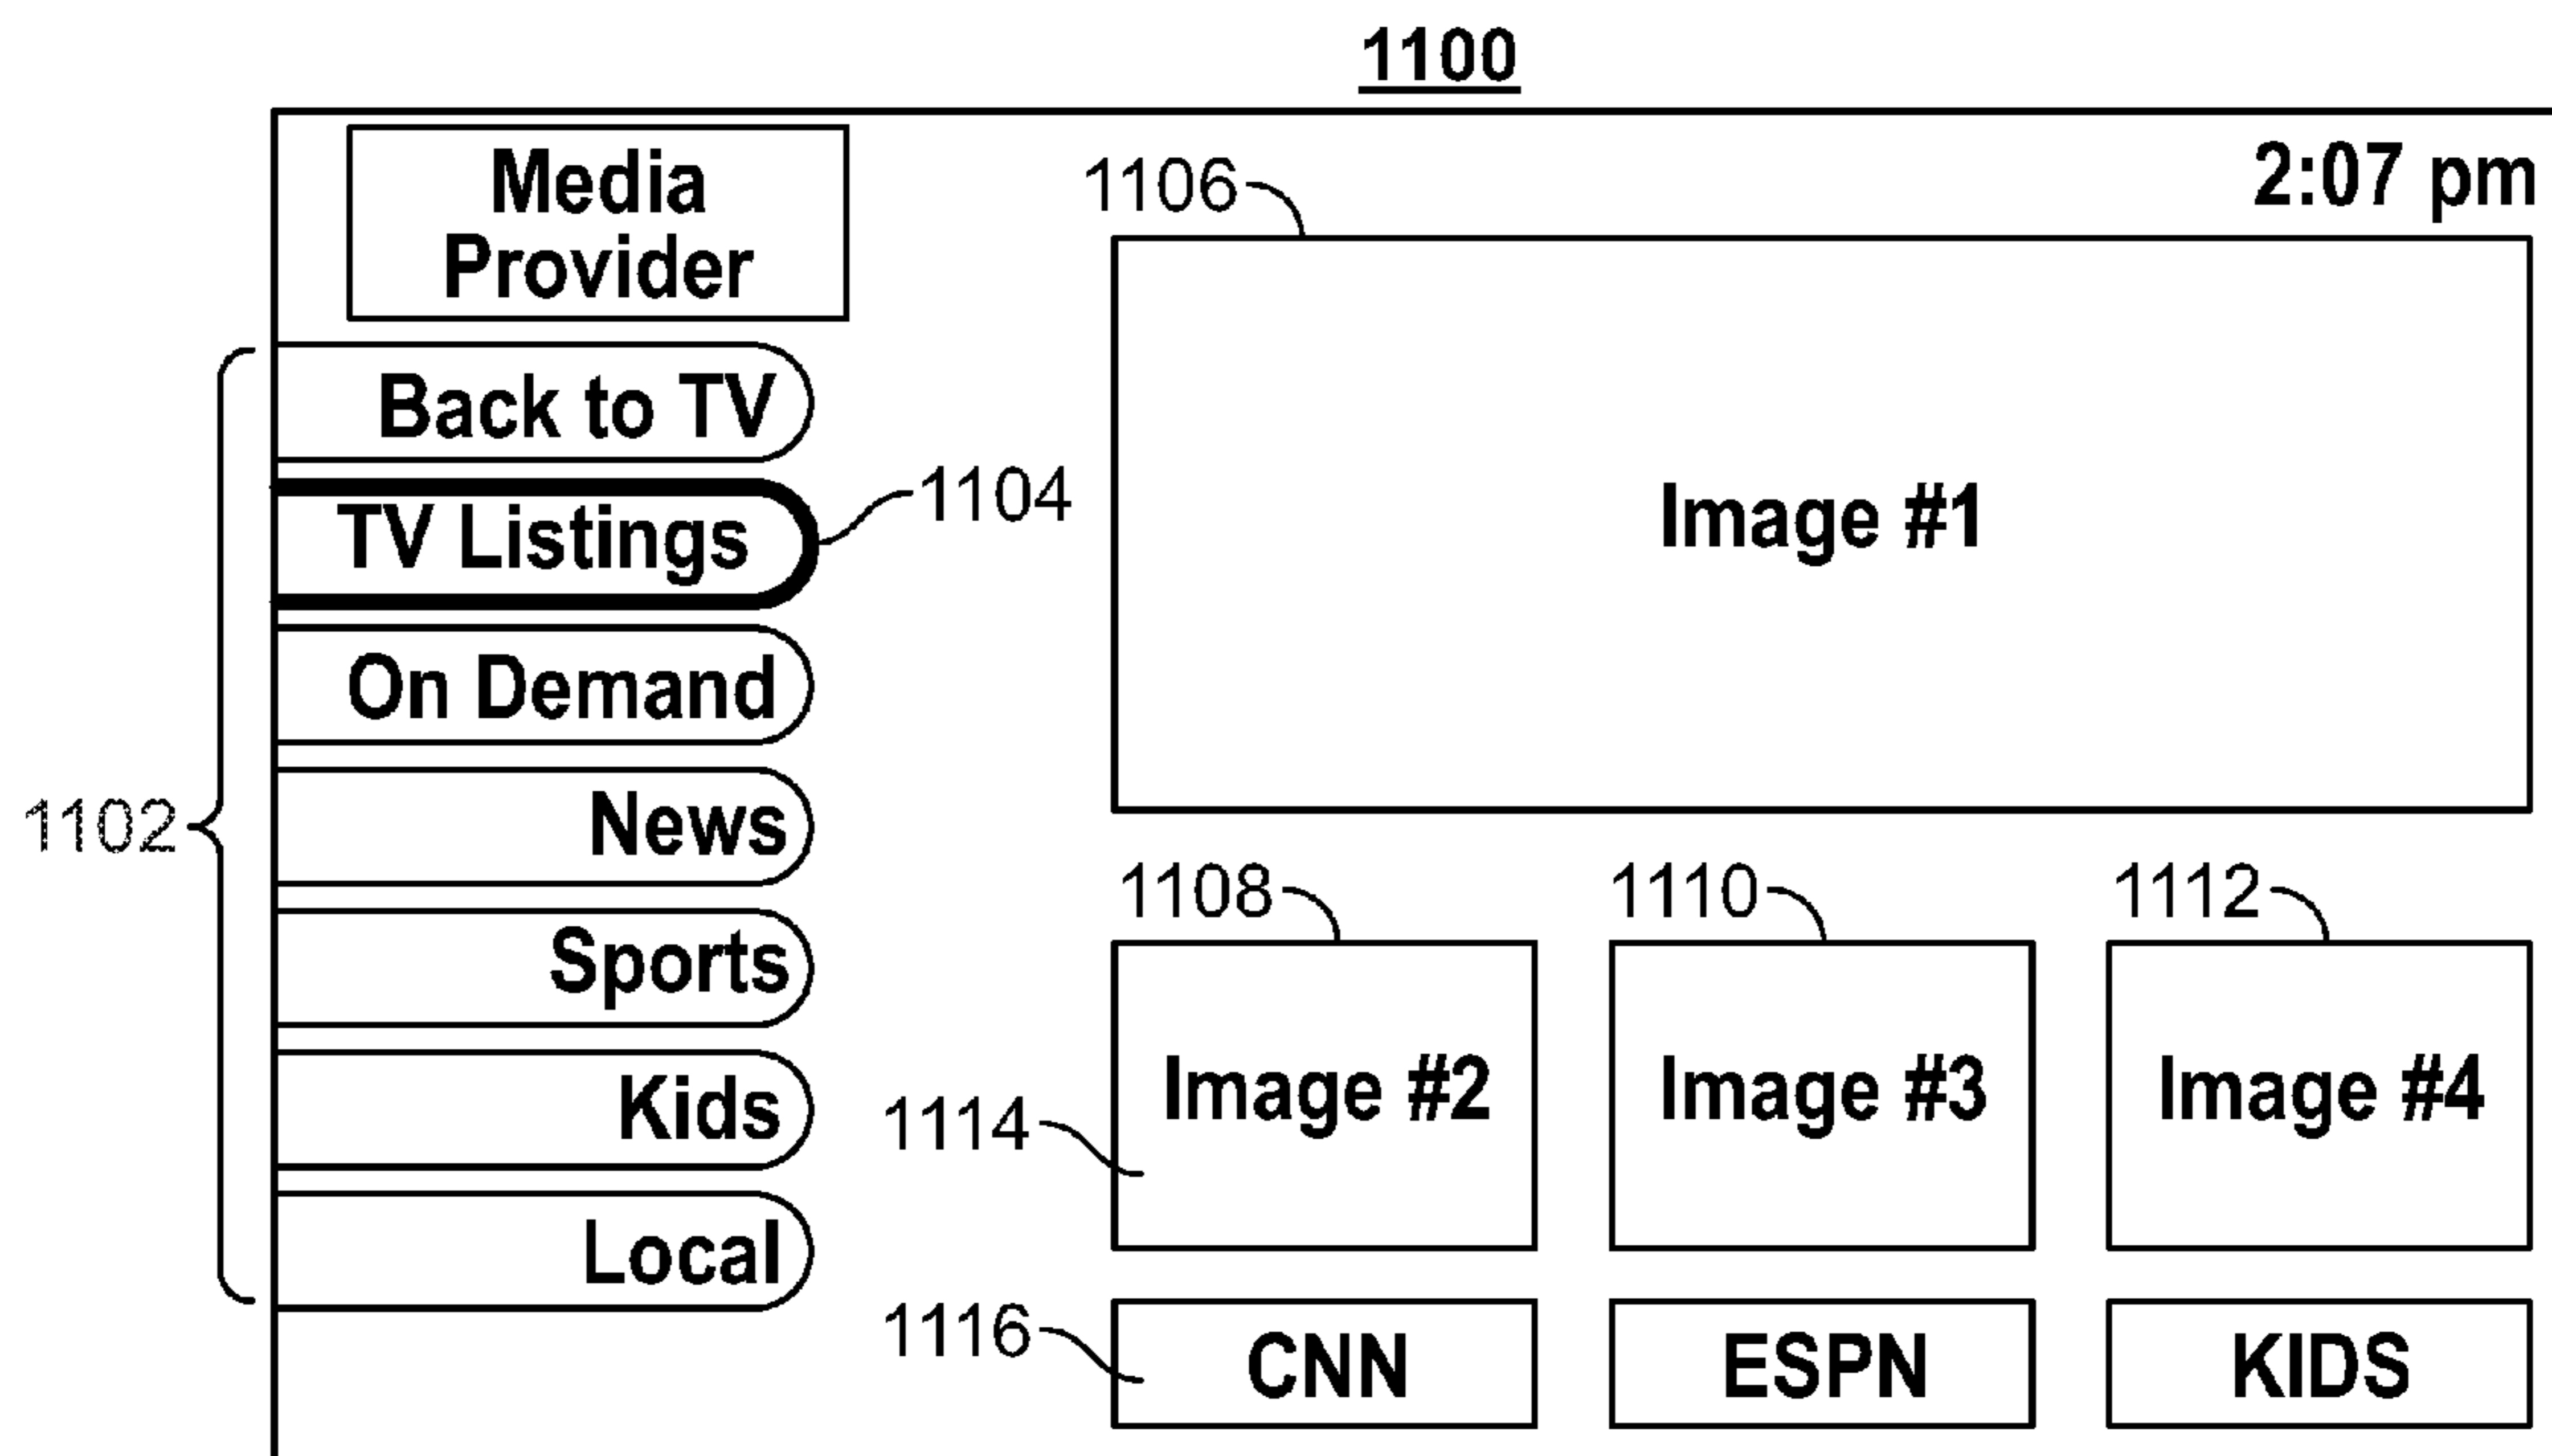 1100
Media
Provider
2:07 pm
1106
Back to TV
TV Listings
1104
Image #1
On Demand
News
1102
1108
1110
1112
Sports
Image #2
Image #3
Image #4
Kids
1114
Local
1116
CNN
ESPN
KIDS